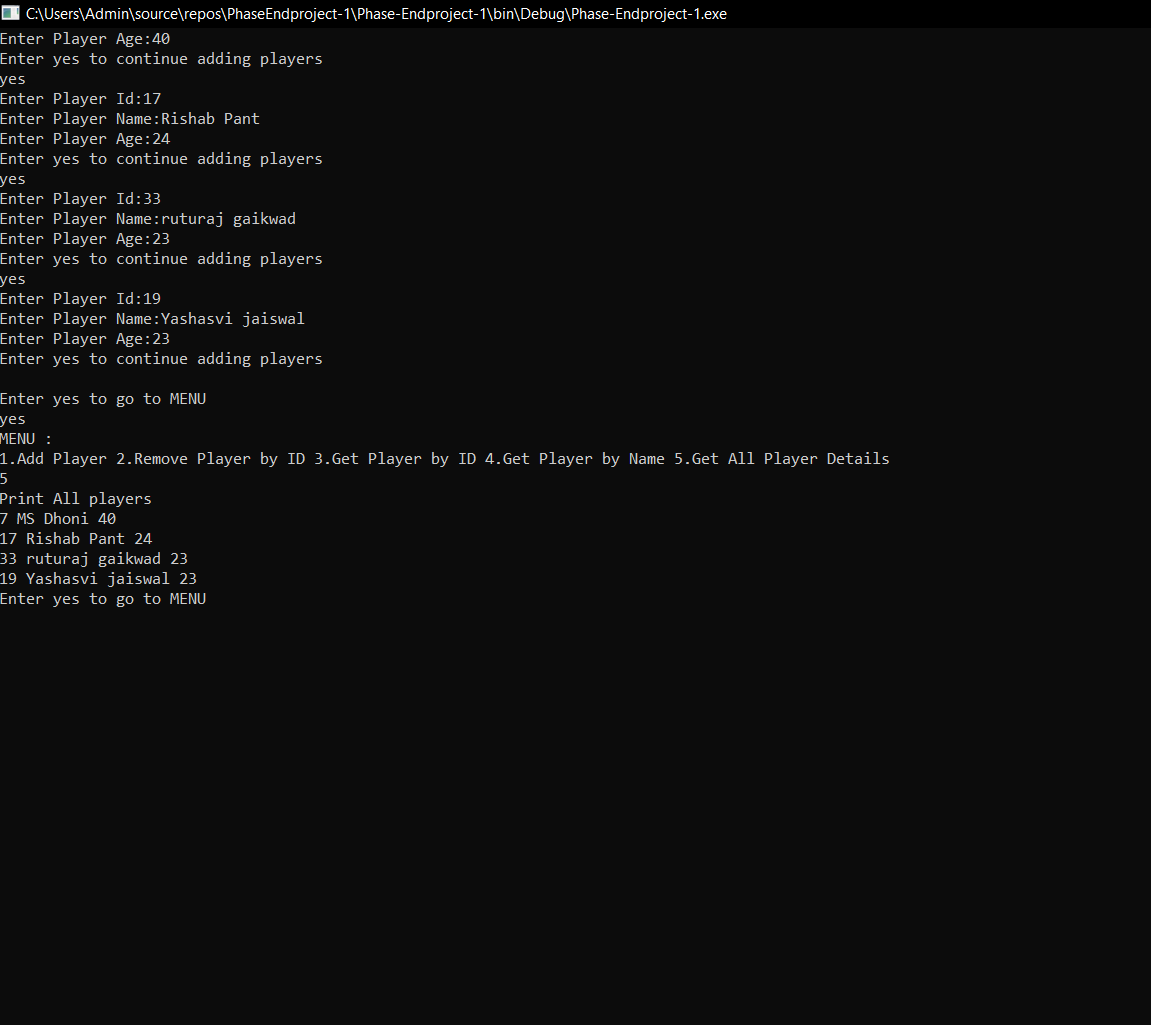 C:\Users\Admin\source\repos\PhaseEndproject-1\Phase-Endproject-1\bin\Debug\Phase-Endproject-1.exe
Enter Player Age:40
Enter yes to continue adding players
yes
Enter Player Id:17
Enter Player Name:Rishab Pant
Enter Player Age:24
Enter yes to continue adding players
yes
Enter Player Id:33
Enter Player Name:ruturaj gaikwad
Enter Player Age:23
Enter yes to continue adding players
yes
Enter Player Id:19
Enter Player Name:Yashasvi jaiswal
Enter Player Age:23
Enter yes to continue adding players
Enter yes to go to MENU
yes
MENU :
1.Add Player 2.Remove Player by ID 3.Get Player by ID 4.Get Player by Name 5.Get All Player Details
5
Print All players
7 MS Dhoni 40
17 Rishab Pant 24
33 ruturaj gaikwad 23
19 Yashasvi jaiswal 23
Enter yes to go to MENU